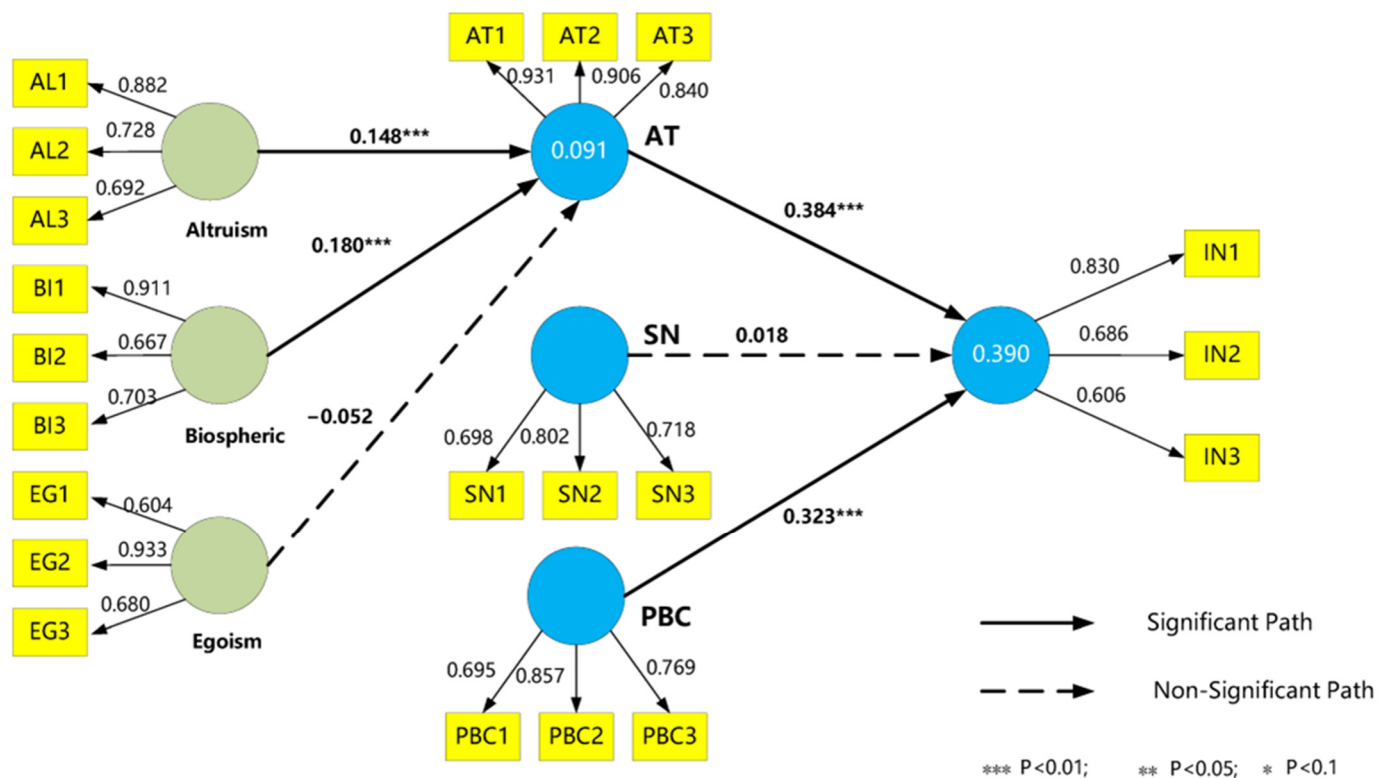 AT1 AT2 AT3
0.931 0.906 0.840
AL1 0.882
AL2 0.728
AL3 0.692
Altruism
0.148***
0.091 AT
0.384***
BI1 0.911
BI2 0.667
BI3 0.703
Biospheric
0.180***
SN
0.018
0.390
0.830 IN1
0.686 IN2
0.606 IN3
−0.052
0.698 0.802 0.718
SN1 SN2 SN3
EG1 0.604
EG2 0.933
EG3 0.680
Egoism
0.323***
PBC
0.695 0.857 0.769
PBC1 PBC2 PBC3
Significant Path
Non-Significant Path
*** P<0.01; ** P<0.05; * P<0.1